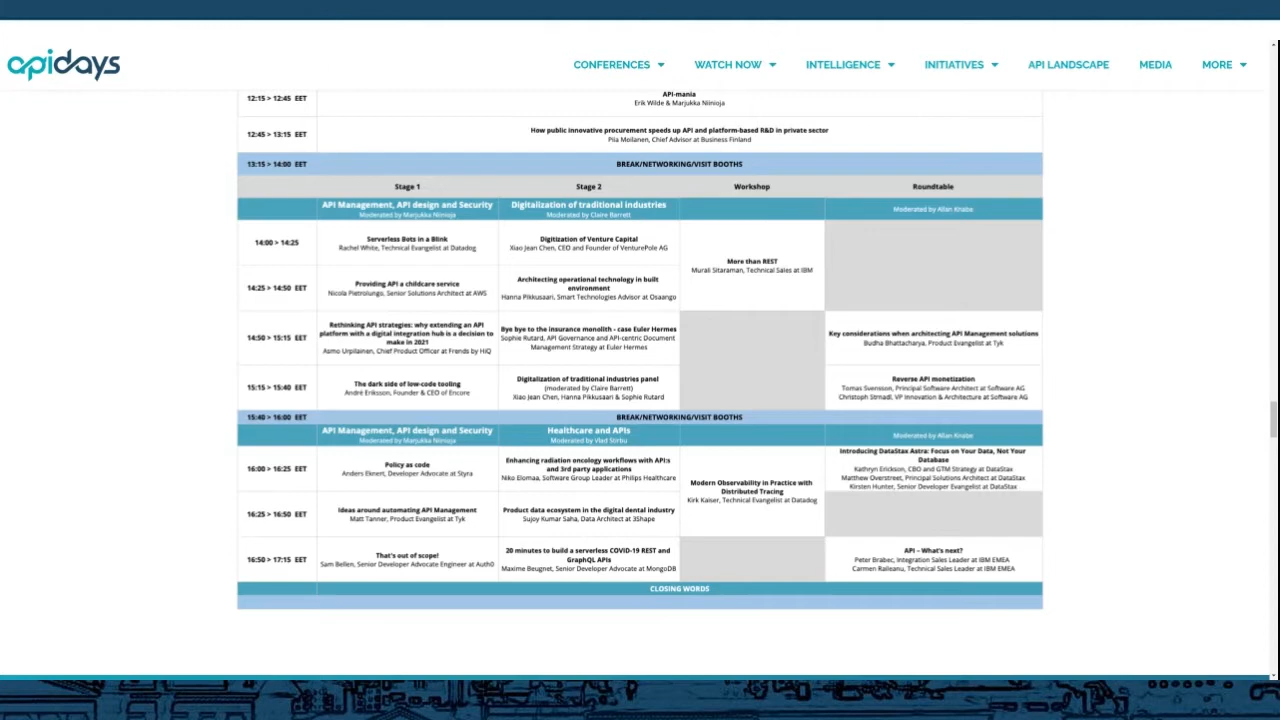 apidays
CONFERENCES
WATCH NOW
INTELLIGENCE
INITIATIVES
API LANDSCAPE
MEDIA
MORE
12:15 > 12:45 EET
API-mania
Erik Wilde & Marjukka Niinioja
12:45 > 13:15 EET
How public innovative procurement speeds up API and platform-based R&D in private sector
Piia Moilanen, Chief Advisor at Business Finland
13:15 > 14:00 EET
BREAK/NETWORKING/VISIT BOOTHS
Stage 1
Stage 2
Workshop
Roundtable
API Management, API design and Security
Moderated by Marjukka Niinioja
Digitalization of traditional industries
Moderated by Claire Barrett
Moderated by Allan Knabe
14:00 > 14:25
Serverless Bots in a Blink
Rachel White, Technical Evangelist at Datadog
Digitization of Venture Capital
Xiao Jean Chen, CEO and Founder of VenturePole AG
More than REST
Murali Sitaraman, Technical Sales at IBM
14:25 > 14:50 EET
Providing API a childcare service
Nicola Pietrolungo, Senior Solutions Architect at AWS
Architecting operational technology in built
environment
Hanna Pikkusaari, Smart Technologies Advisor at Osaango
14:50 > 15:15 EET
Rethinking API strategies: why extending an API
platform with a digital integration hub is a decision to
make in 2021
Asmo Urpilainen, Chief Product Officer at Frends by HiQ
Bye bye to the insurance monolith - case Euler Hermes
Sophie Rutard, API Governance and API-centric Document
Management Strategy at Euler Hermes
Key considerations when architecting API Management solutions
Budha Bhattacharya, Product Evangelist at Tyk
15:15 > 15:40 EET
The dark side of low-code tooling
André Eriksson, Founder & CEO of Encore
Digitalization of traditional industries panel
(moderated by Claire Barrett)
Xiao Jean Chen, Hanna Pikkusaari & Sophie Rutard
Reverse API monetization
Tomas Svensson, Principal Software Architect at Software AG
Christoph Strnadl, VP Innovation & Architecture at Software AG
15:40 > 16:00 EET
BREAK/NETWORKING/VISIT BOOTHS
API Management, API design and Security
Moderated by Marjukka Niinioja
Healthcare and APIs
Moderated by Vlad Stirbu
Moderated by Allan Knabe
16:00 > 16:25 EET
Policy as code
Anders Eknert, Developer Advocate at Styra
Enhancing radiation oncology workflows with API:s
and 3rd party applications
Niko Elomaa, Software Group Leader at Philips Healthcare
Modern Observability in Practice with
Distributed Tracing
Kirk Kaiser, Technical Evangelist at Datadog
Introducing DataStax Astra: Focus on Your Data, Not Your
Database
Kathryn Erickson, CBO and GTM Strategy at DataStax
Matthew Overstreet, Principal Solutions Architect at DataStax
Kirsten Hunter, Senior Developer Evangelist at DataStax
16:25 > 16:50 EET
Ideas around automating API Management
Matt Tanner, Product Evangelist at Tyk
Product data ecosystem in the digital dental industry
Sujoy Kumar Saha, Data Architect at 3Shape
16:50 > 17:15 EET
That's out of scope!
Sam Bellen, Senior Developer Advocate Engineer at Auth0
20 minutes to build a serverless COVID-19 REST and
GraphQL APIs
Maxime Beugnet, Senior Developer Advocate at MongoDB
API – What's next?
Peter Brabec, Integration Sales Leader at IBM EMEA
Carmen Raileanu, Technical Sales Leader at IBM EMEA
CLOSING WORDS